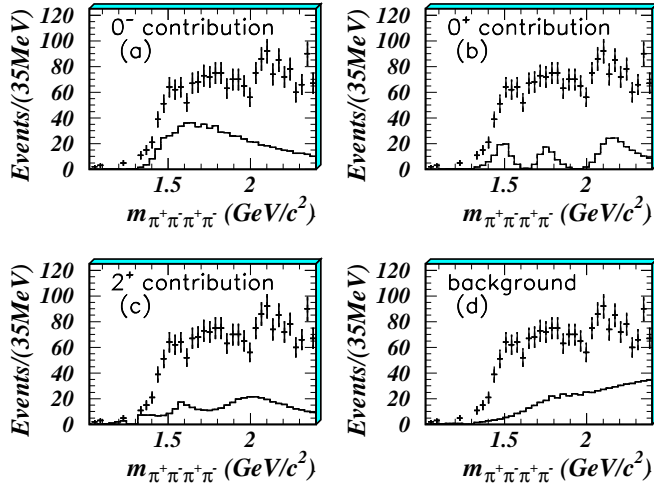 0⁻ contribution
(a)
Events/(35MeV)
120
100
80
60
40
20
0
1.5
2
m π⁺π⁻π⁺π⁻ (GeV/c²)
0⁺ contribution
(b)
Events/(35MeV)
120
100
80
60
40
20
0
1.5
2
m π⁺π⁻π⁺π⁻ (GeV/c²)
2⁺ contribution
(c)
Events/(35MeV)
120
100
80
60
40
20
0
1.5
2
m π⁺π⁻π⁺π⁻ (GeV/c²)
background
(d)
Events/(35MeV)
120
100
80
60
40
20
0
1.5
2
m π⁺π⁻π⁺π⁻ (GeV/c²)